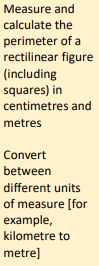 Measure and
calculate the
perimeter of a
rectilinear figure
(including
squares) in
centimetres and
metres
Convert
between
different units
of measure [for
example,
kilometre to
metre]